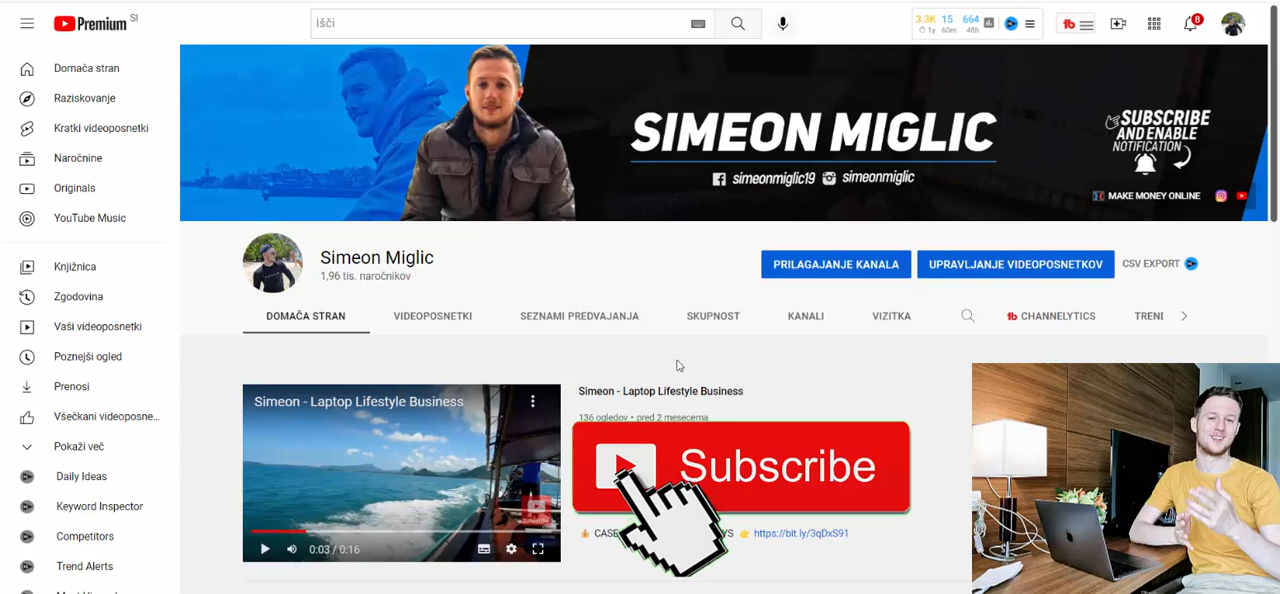 Premium SI
Išči
3.3K 15 664
1y 60m 48h
tb
8
Domača stran
Raziskovanje
Kratki videoposnetki
Naročnine
Originals
YouTube Music
Knjižnica
Zgodovina
Vaši videoposnetki
Poznejši ogled
Prenosi
Všečkani videoposne...
Pokaži več
Daily Ideas
Keyword Inspector
Competitors
Trend Alerts
SIMEON MIGLIC
simeonmiglic19 simeonmiglic
SUBSCRIBE
AND ENABLE
NOTIFICATION
MAKE MONEY ONLINE
Simeon Miglic
1,96 tis. naročnikov
PRILAGAJANJE KANALA
UPRAVLJANJE VIDEOPOSNETKOV
CSV EXPORT
DOMAČA STRAN
VIDEOPOSNETKI
SEZNAMI PREDVAJANJA
SKUPNOST
KANALI
VIZITKA
tb CHANNELYTICS
TRENI
Simeon - Laptop Lifestyle Business
0:03 / 0:16
Simeon - Laptop Lifestyle Business
136 ogledov • pred 2 mesecema
Subscribe
https://bit.ly/3qDxS91